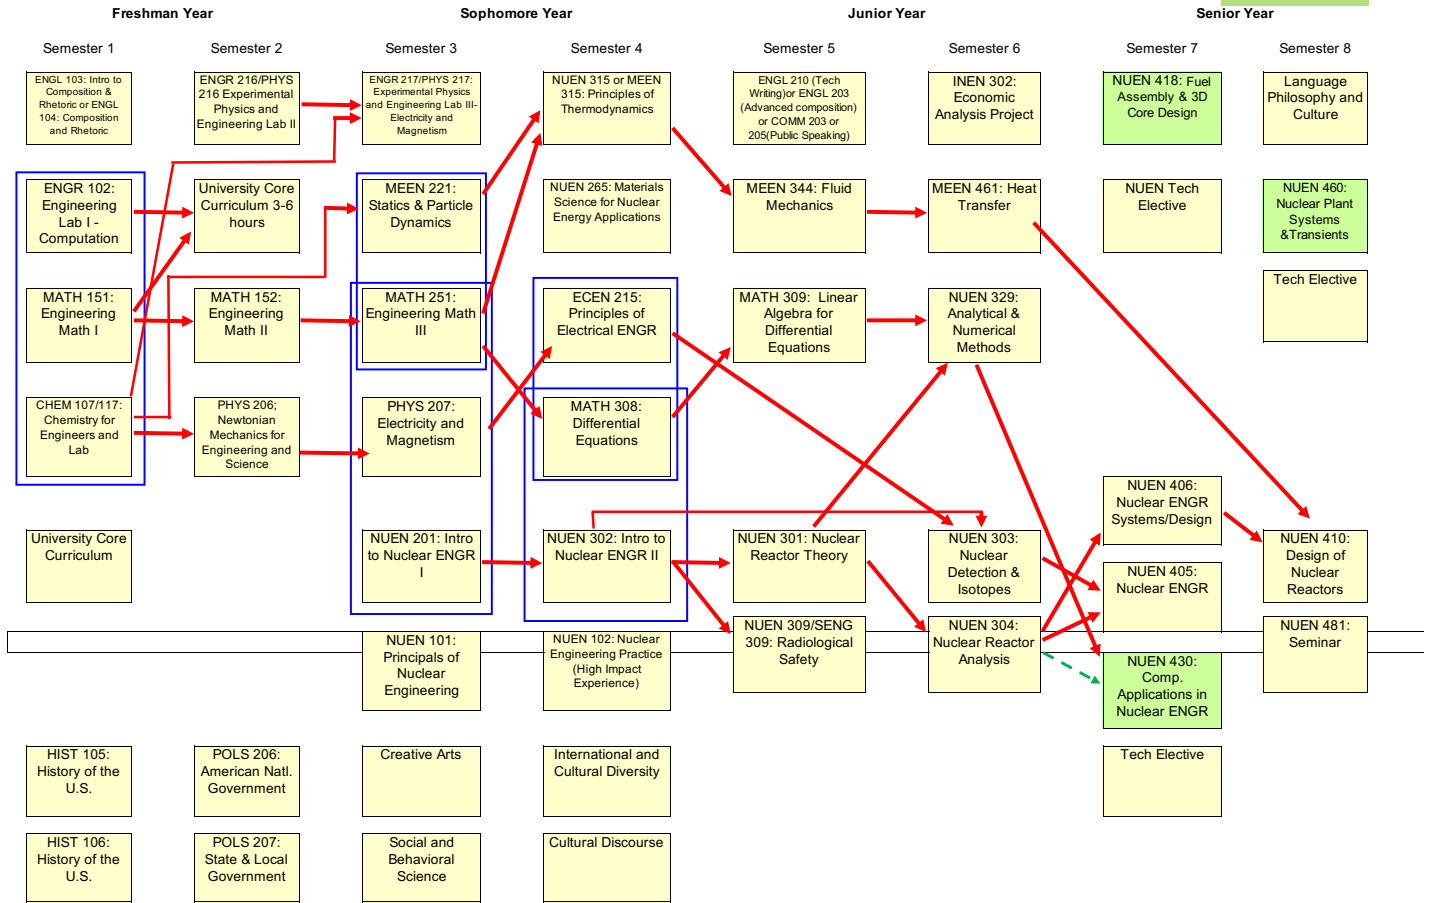 Freshman Year
Sophomore Year
Junior Year
Senior Year
Semester 1
Semester 2
Semester 3
Semester 4
Semester 5
Semester 6
Semester 7
Semester 8
ENGL 103: Intro to
Composition &
Rhetoric or ENGL
104: Composition
and Rhetoric
ENGR 216/PHYS
216 Experimental
Physics and
Engineering Lab II
ENGR 217/PHYS 217:
Experimental Physics
and Engineering Lab III-
Electricity and
Magnetism
NUEN 315 or MEEN
315: Principles of
Thermodynamics
ENGL 210 (Tech
Writing)or ENGL 203
(Advanced composition)
or COMM 203 or
205(Public Speaking)
INEN 302:
Economic
Analysis Project
NUEN 418: Fuel
Assembly & 3D
Core Design
Language
Philosophy and
Culture
ENGR 102:
Engineering
Lab I -
Computation
University Core
Curriculum 3-6
hours
MEEN 221:
Statics & Particle
Dynamics
NUEN 265: Materials
Science for Nuclear
Energy Applications
MEEN 344: Fluid
Mechanics
MEEN 461: Heat
Transfer
NUEN Tech
Elective
NUEN 460:
Nuclear Plant
Systems
&Transients
Tech Elective
MATH 151:
Engineering
Math I
MATH 152:
Engineering
Math II
MATH 251:
Engineering Math
III
ECEN 215:
Principles of
Electrical ENGR
MATH 309: Linear
Algebra for
Differential
Equations
NUEN 329:
Analytical &
Numerical
Methods
CHEM 107/117:
Chemistry for
Engineers and
Lab
PHYS 206;
Newtonian
Mechanics for
Engineering and
Science
PHYS 207:
Electricity and
Magnetism
MATH 308:
Differential
Equations
NUEN 406:
Nuclear ENGR
Systems/Design
University Core
Curriculum
NUEN 201: Intro
to Nuclear ENGR
I
NUEN 302: Intro to
Nuclear ENGR II
NUEN 301: Nuclear
Reactor Theory
NUEN 303:
Nuclear
Detection &
Isotopes
NUEN 405:
Nuclear ENGR
NUEN 410:
Design of
Nuclear
Reactors
NUEN 101:
Principals of
Nuclear
Engineering
NUEN 102: Nuclear
Engineering Practice
(High Impact
Experience)
NUEN 309/SENG
309: Radiological
Safety
NUEN 304:
Nuclear Reactor
Analysis
NUEN 430:
Comp.
Applications in
Nuclear ENGR
NUEN 481:
Seminar
HIST 105:
History of the
U.S.
POLS 206:
American Natl.
Government
Creative Arts
International and
Cultural Diversity
Tech Elective
HIST 106:
History of the
U.S.
POLS 207:
State & Local
Government
Social and
Behavioral
Science
Cultural Discourse